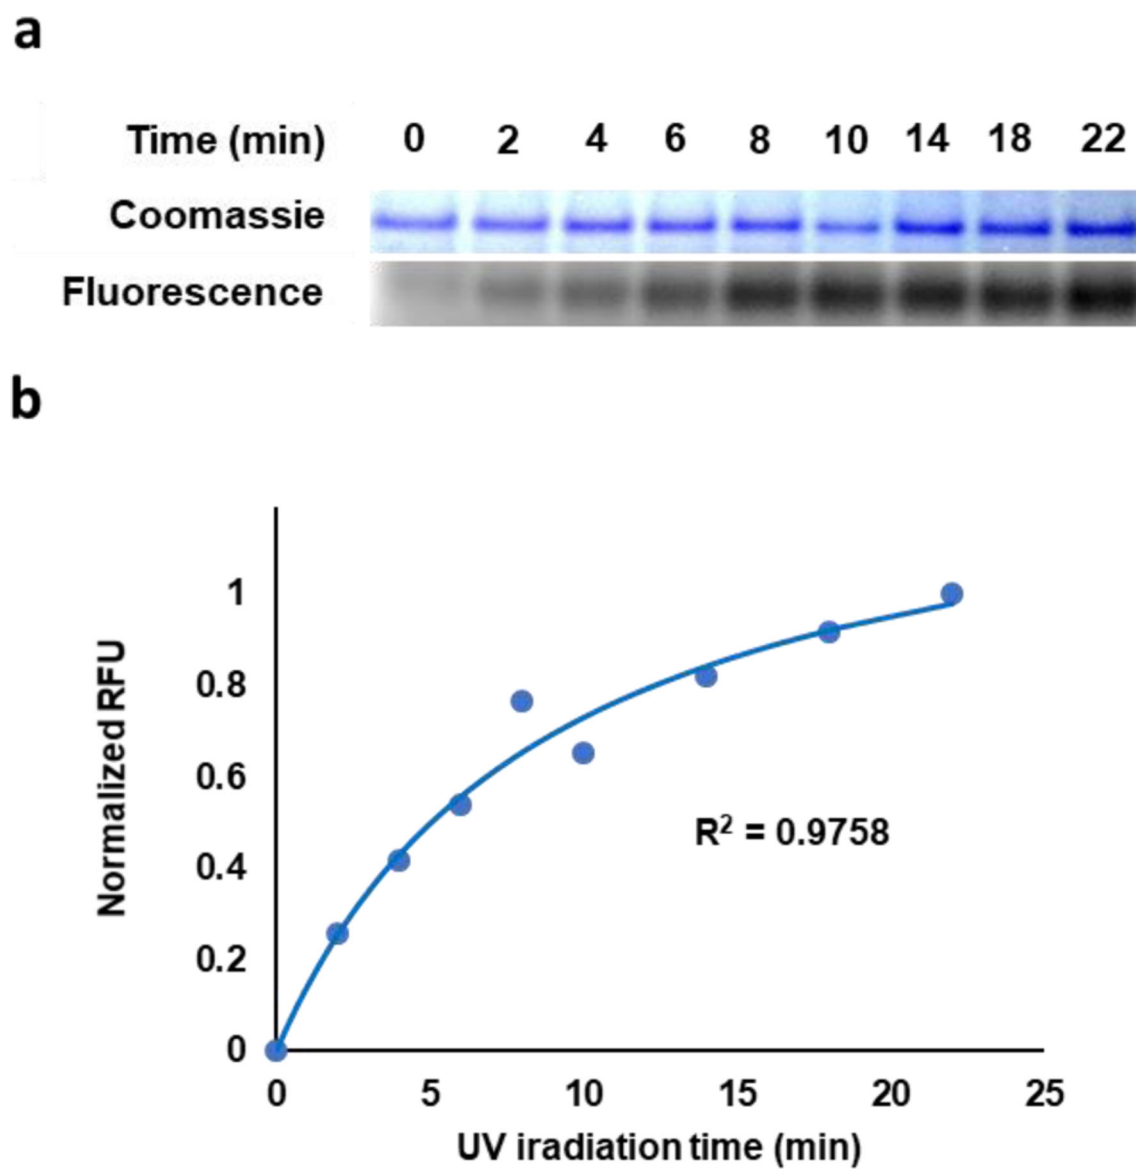 a
Time (min) 0 2 4 6 8 10 14 18 22
Coomassie
Fluorescence
b
1
0.8
0.6
0.4
0.2
0
Normalized RFU
R² = 0.9758
0 5 10 15 20 25
UV iradiation time (min)